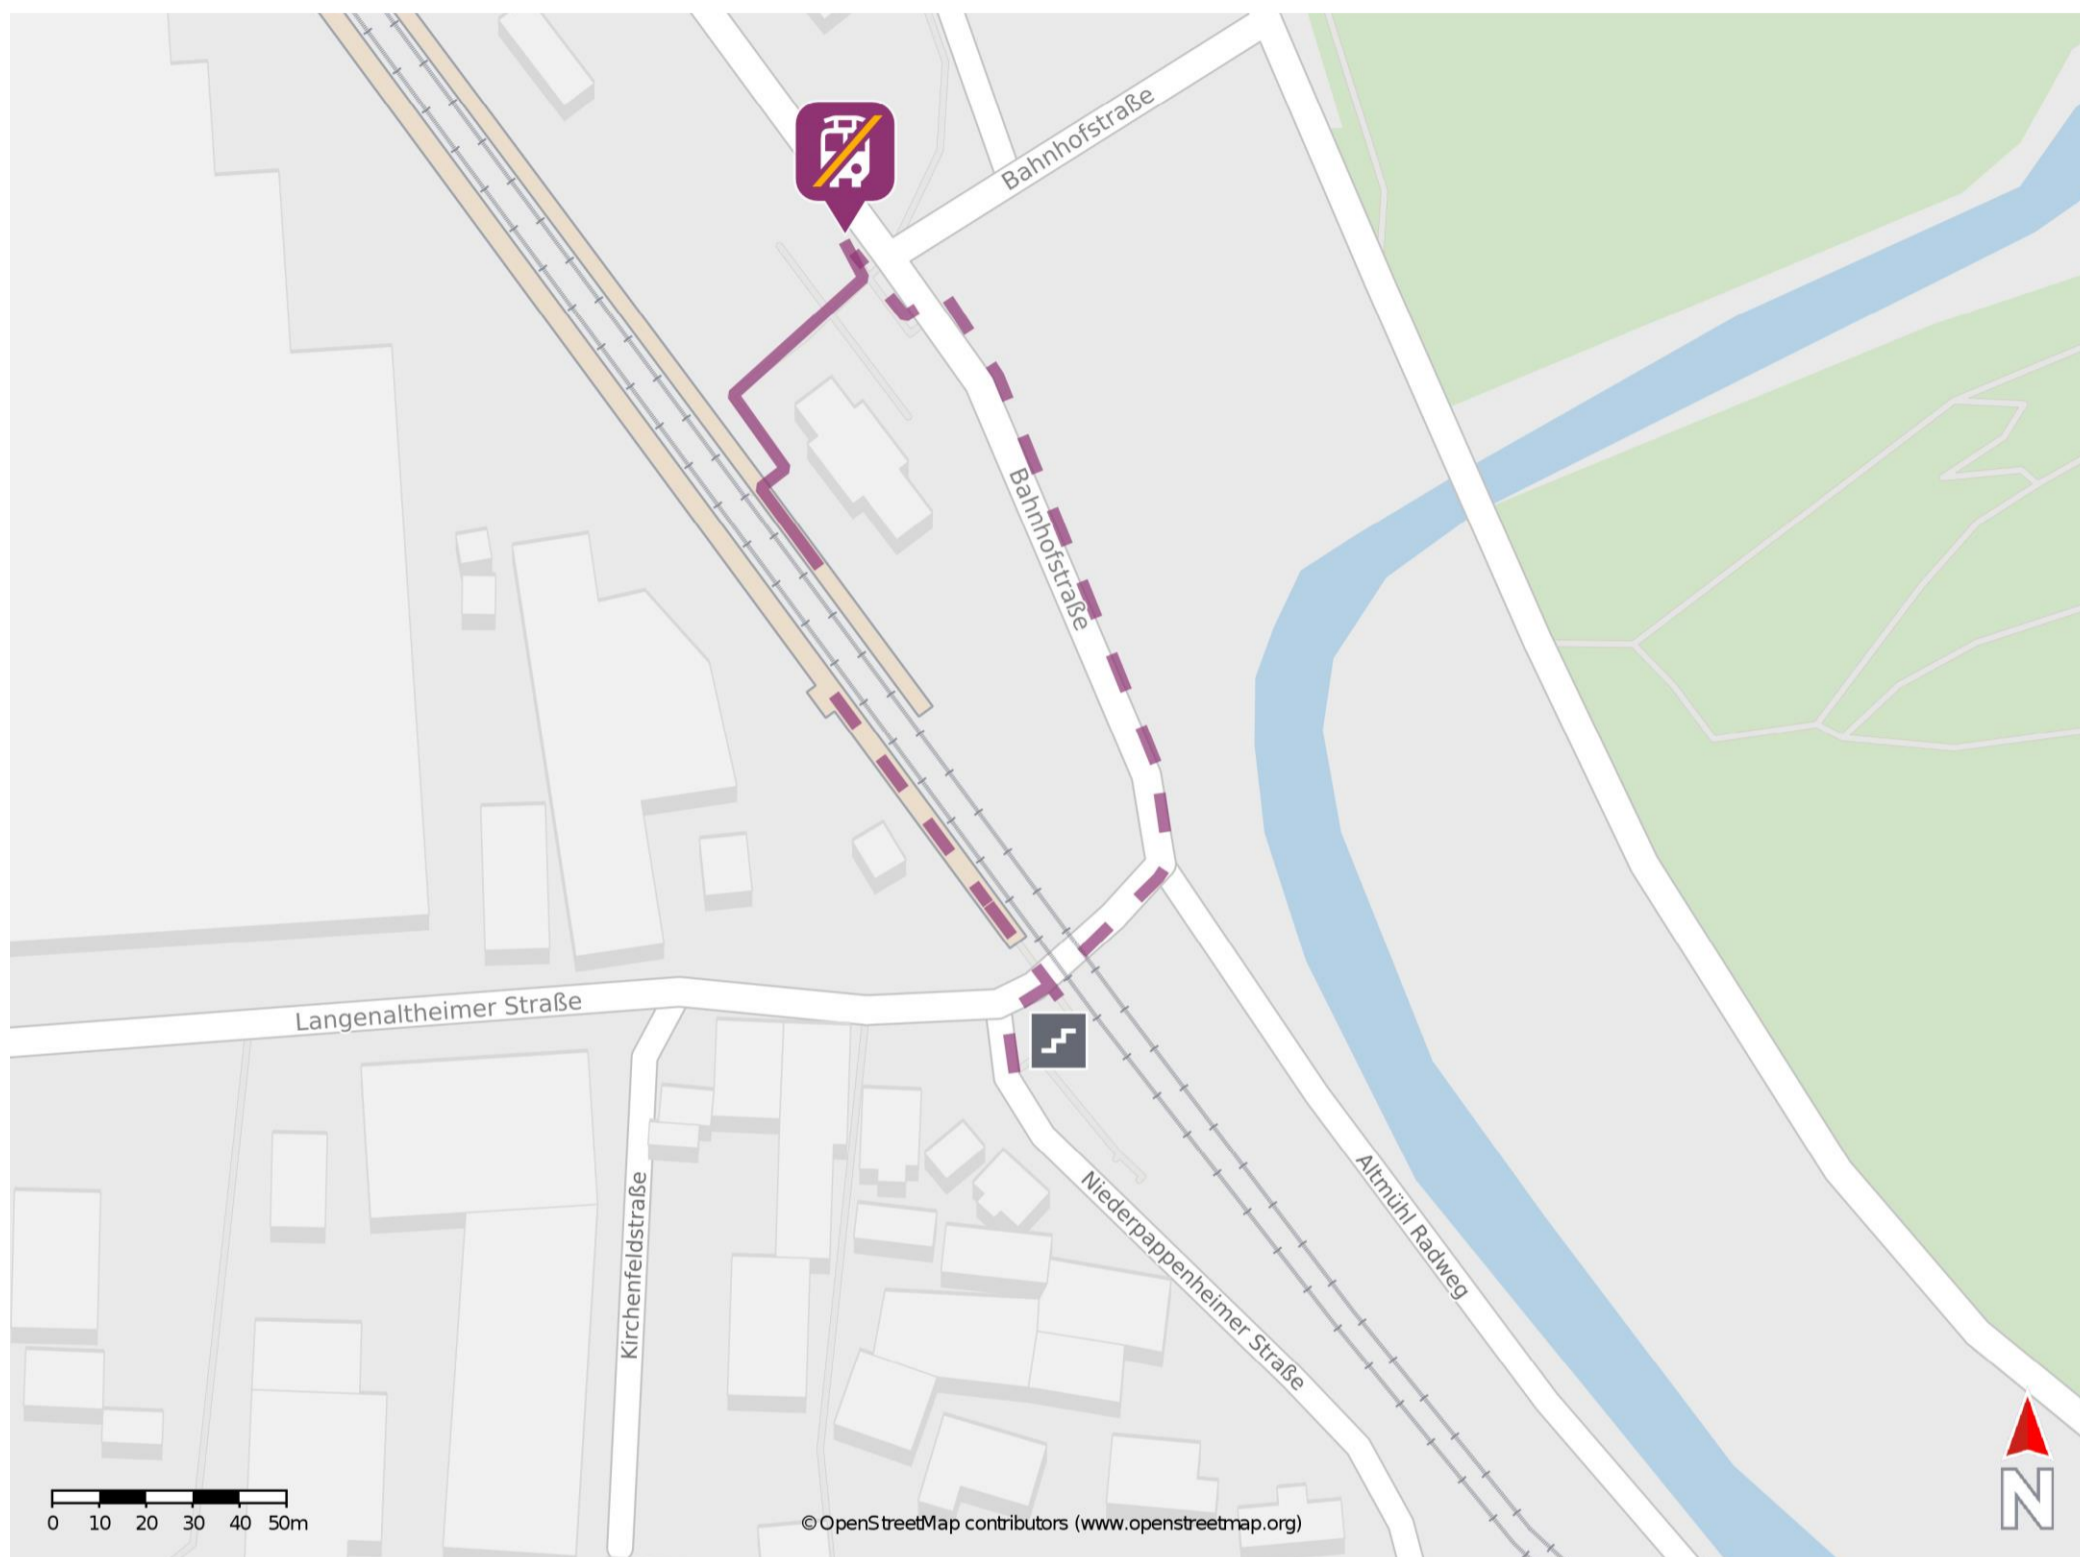 Bahnhofstraße
Bahnhofstraße
Langenaltheimer Straße
Kirchenfeldstraße
Niederpappenheimer Straße
Altmühl Radweg
N
0 10 20 30 40 50m
© OpenStreetMap contributors (www.openstreetmap.org)